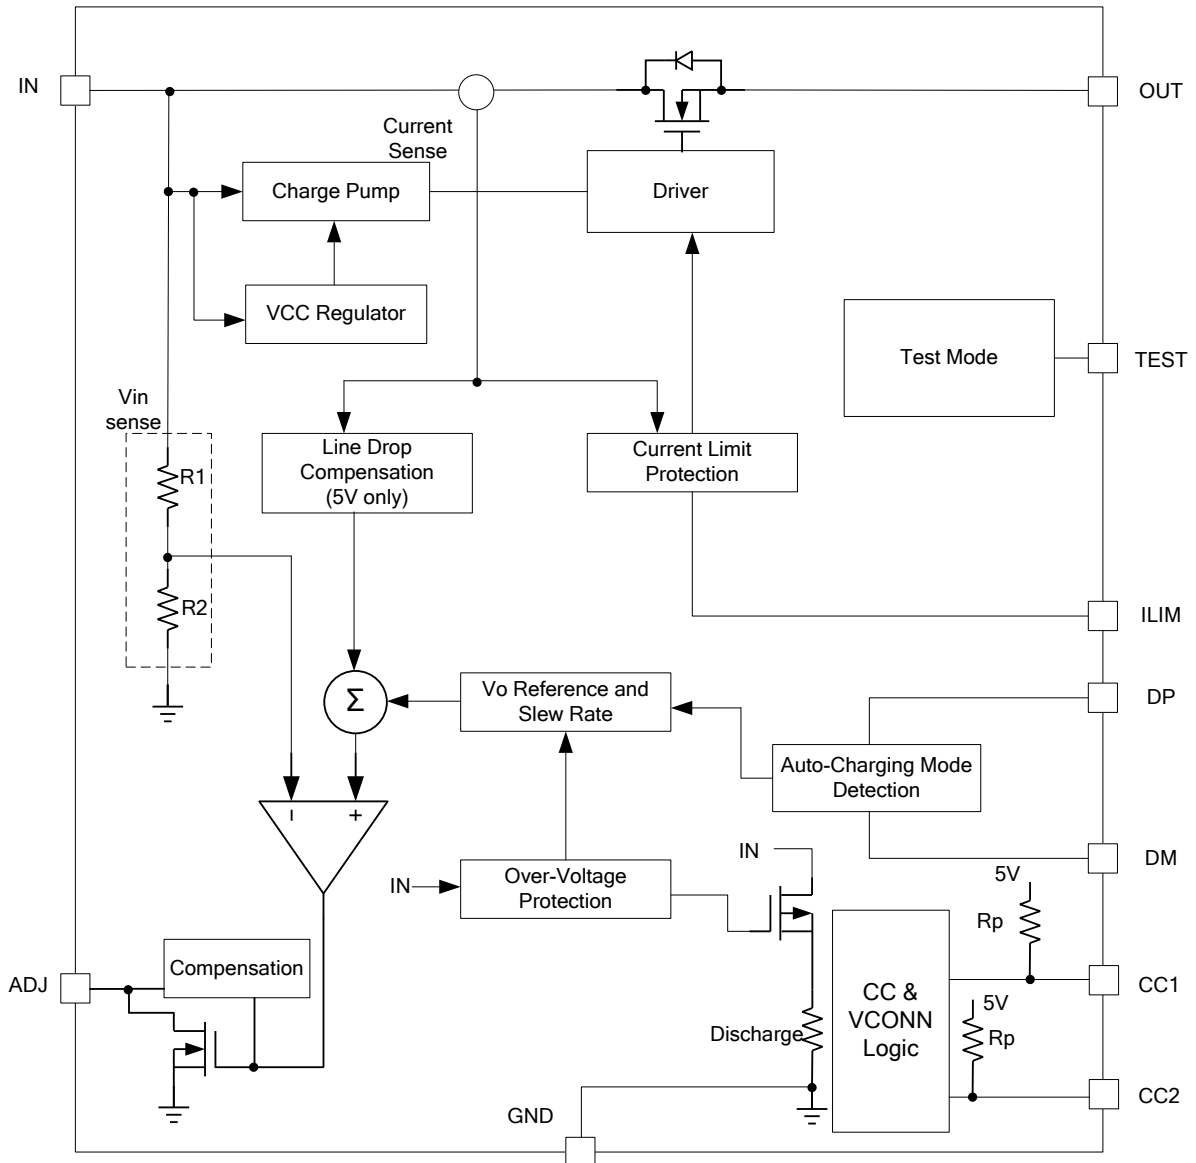 IN
OUT
Current
Sense
Charge Pump
Driver
VCC Regulator
Test Mode
TEST
Vin
sense
R1
R2
Line Drop
Compensation
(5V only)
Current Limit
Protection
ILIM
Σ
Vo Reference and
Slew Rate
DP
Auto-Charging Mode
Detection
DM
− +
IN
Over-Voltage
Protection
IN
5V
Rp
CC &
VCONN
Logic
CC1
5V
Rp
CC2
ADJ
Compensation
Discharge
GND